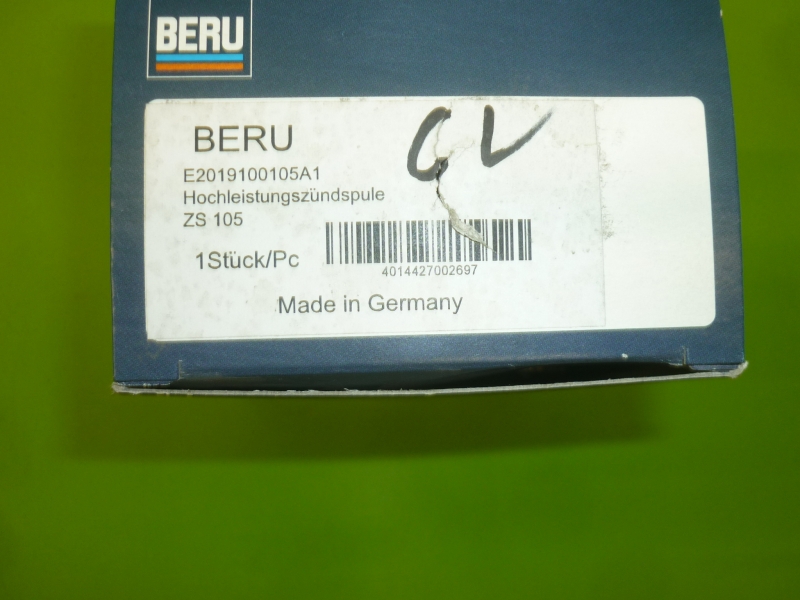 BERU
BERU
E2019100105A1
Hochleistungszündspule
ZS 105
1Stück/Pc
4014427002697
Made in Germany